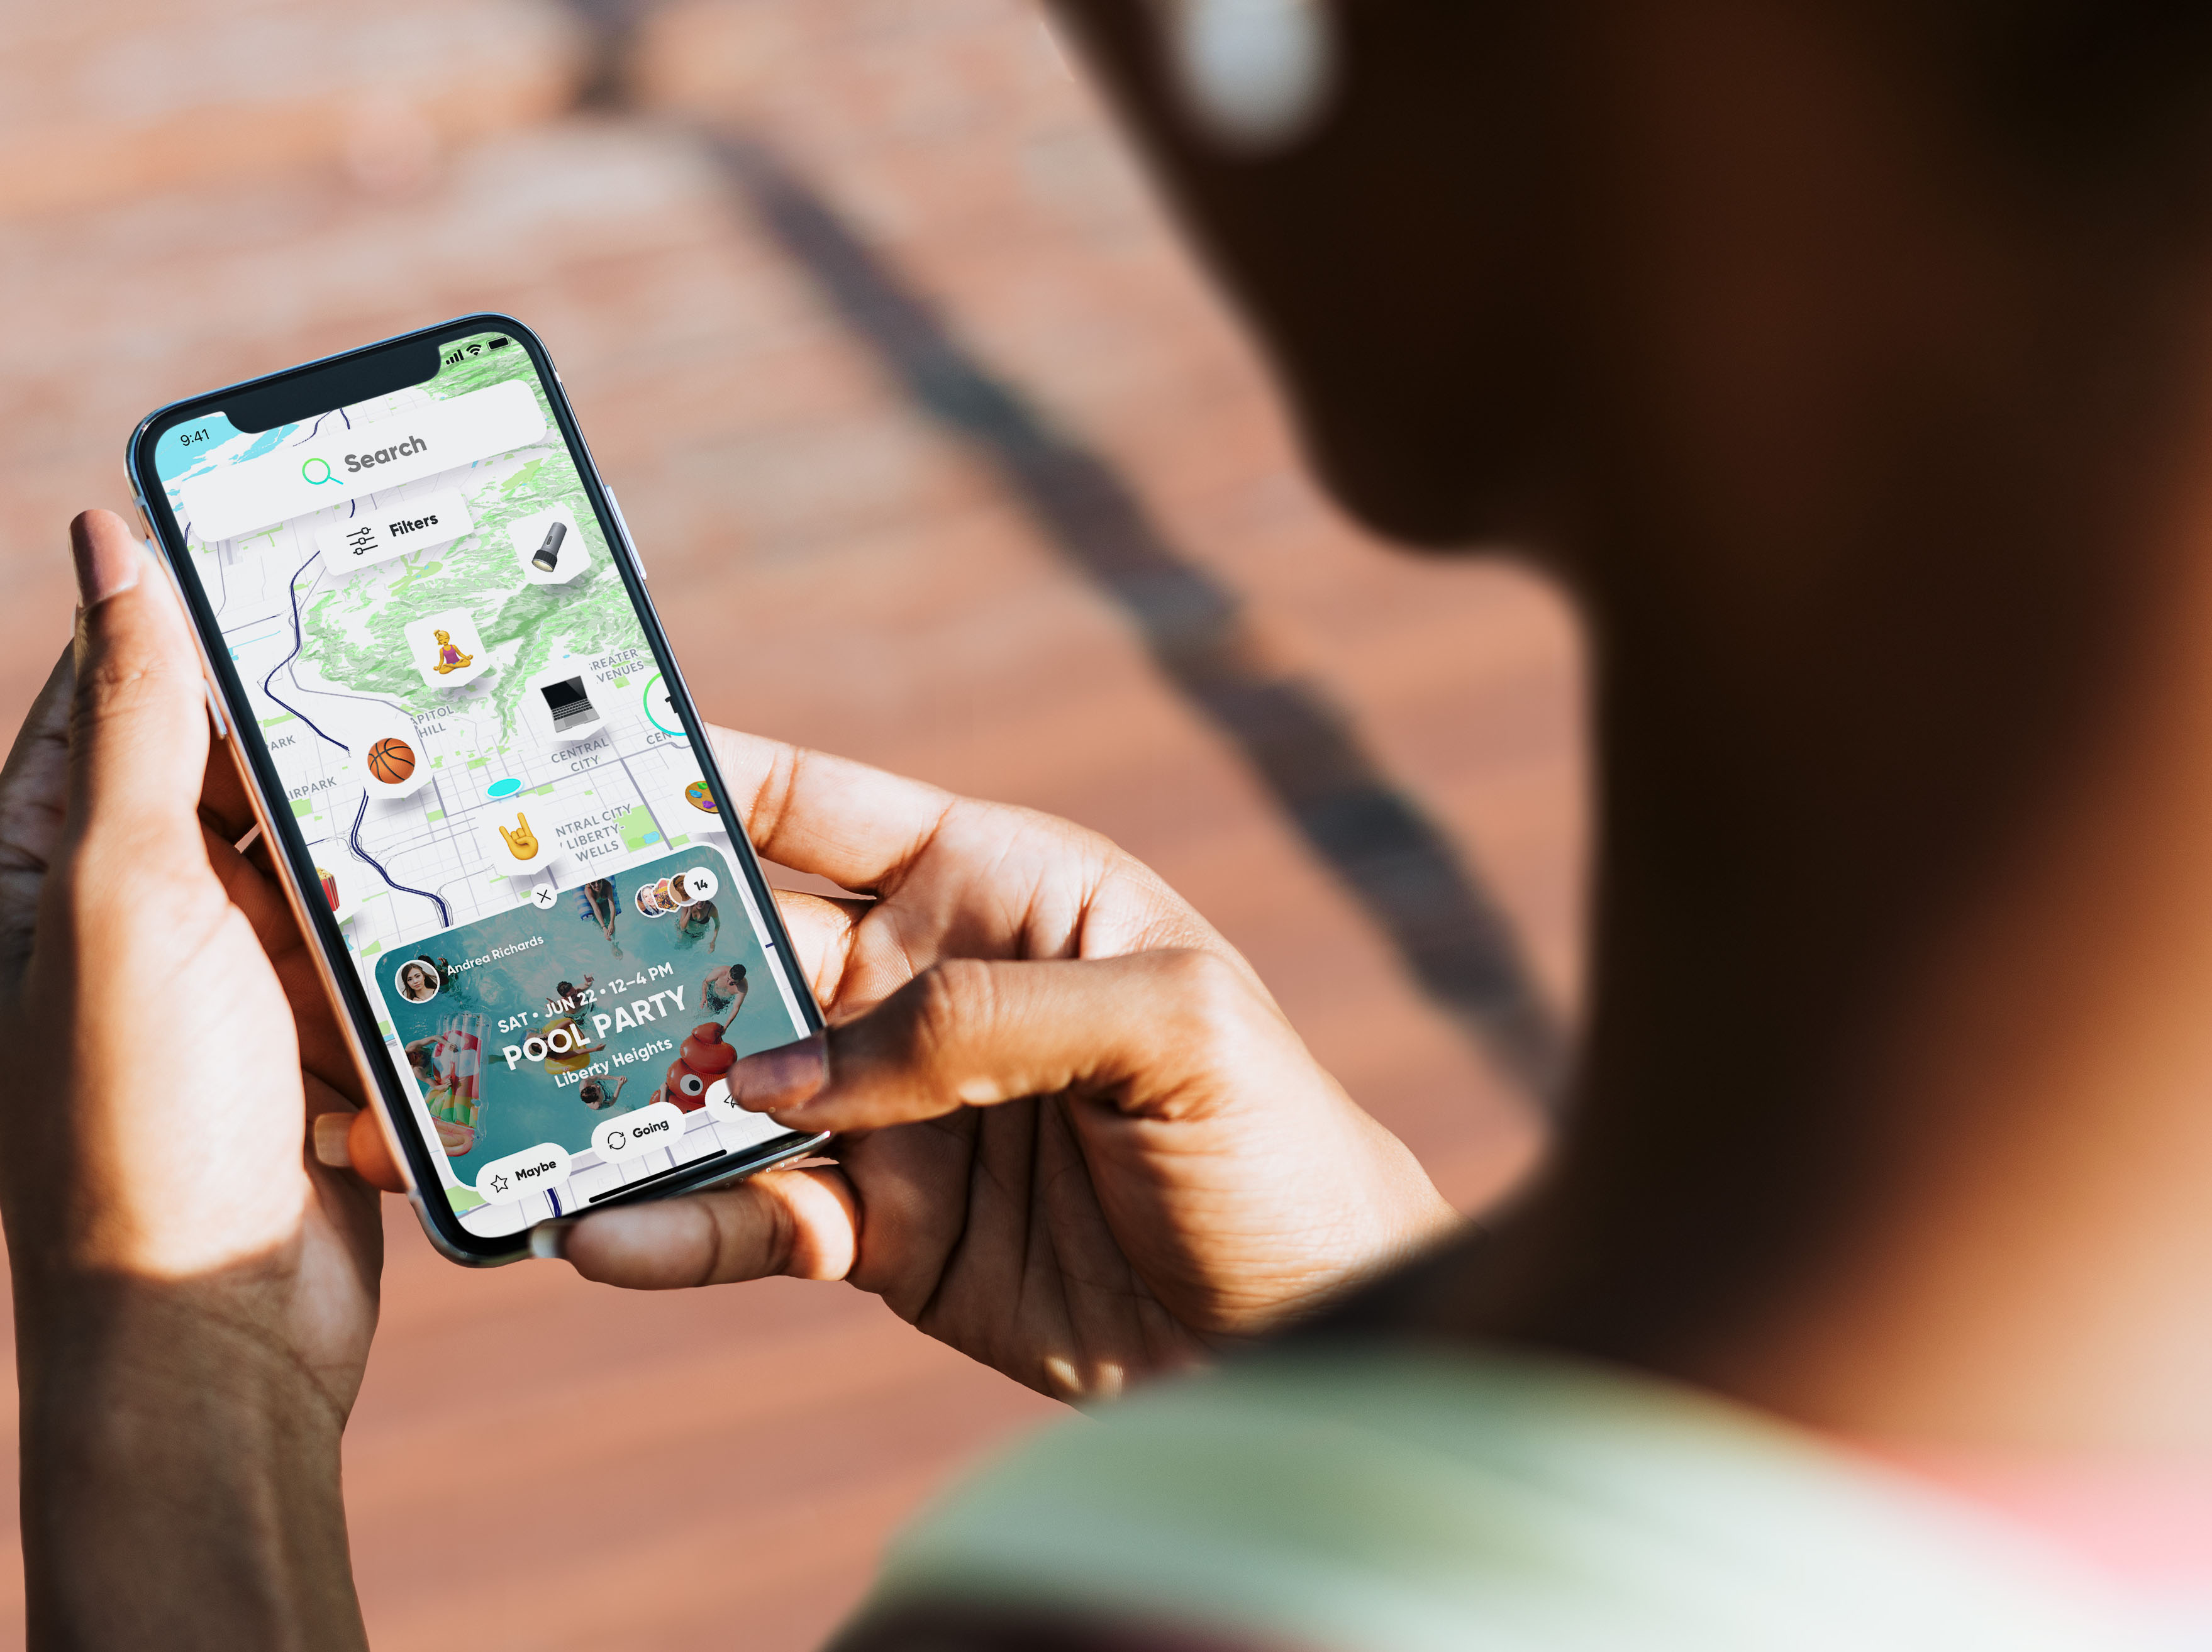 9:41
Search
Filters
REATER
VENUES
APITOL
HILL
PARK
CENTRAL
CITY
CEN
IRPARK
NTRAL CITY
LIBERTY-
WELLS
14
Andrea Richards
SAT • JUN 22 • 12–4 PM
POOL PARTY
Liberty Heights
Going
Maybe